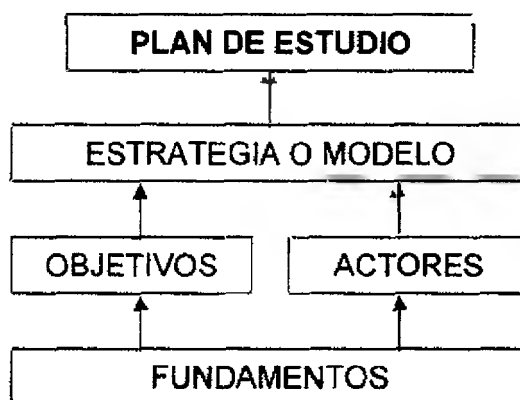 PLAN DE ESTUDIO
ESTRATEGIA O MODELO
OBJETIVOS
ACTORES
FUNDAMENTOS